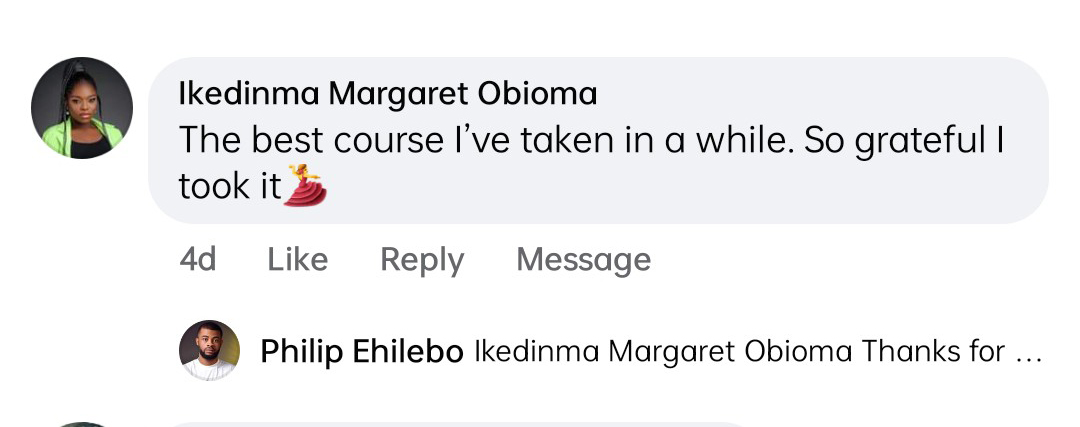 Ikedinma Margaret Obioma
The best course I’ve taken in a while. So grateful I
took it💃
4d Like Reply Message
Philip Ehilebo Ikedinma Margaret Obioma Thanks for ...